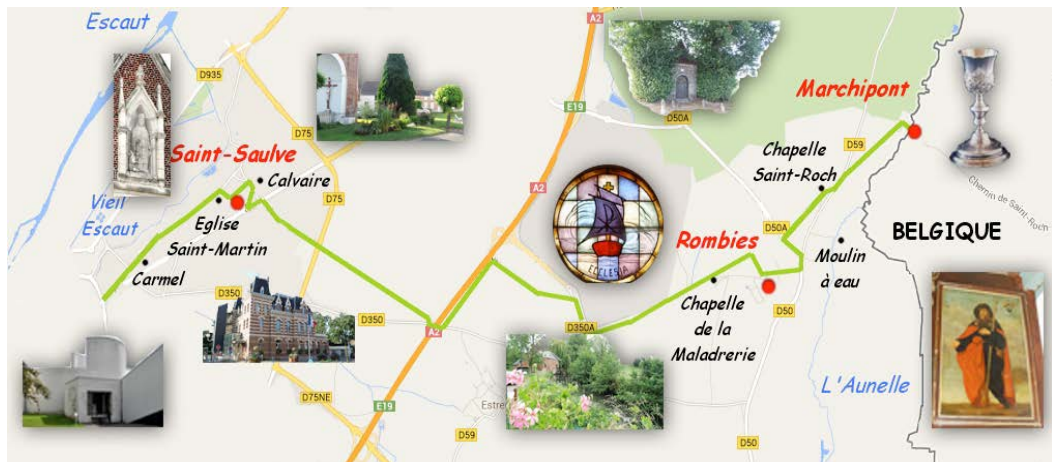 Escaut
D935
A2
E19
D50A
Marchipont
D75
D59
Saint-Saulve
Calvaire
Chapelle
Saint-Roch
D75
A2
Vieil
Escaut
Eglise
Saint-Martin
Carmel
ECCLESIA
Rombies
D50A
Moulin
à eau
BELGIQUE
Chemin de Saint-Roch
D350
D350
A2
D350A
Chapelle
de la
Maladrerie
D50
L'Aunelle
D75NE
E19
Estre
D59
D50